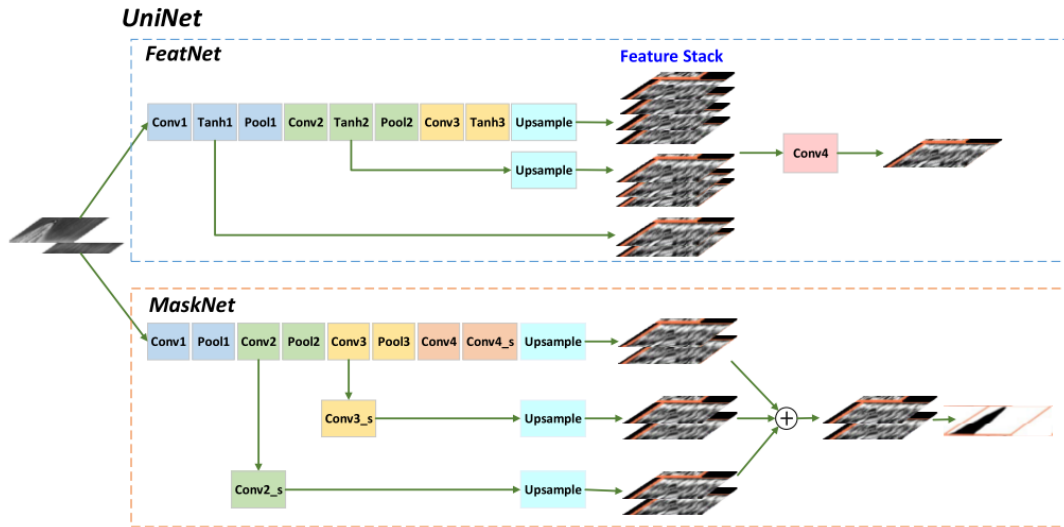 UniNet
FeatNet
Feature Stack
Conv1 Tanh1 Pool1 Conv2 Tanh2 Pool2 Conv3 Tanh3 Upsample
Conv4
Upsample
MaskNet
Conv1 Pool1 Conv2 Pool2 Conv3 Pool3 Conv4 Conv4_s Upsample
Conv3_s Upsample
Conv2_s Upsample